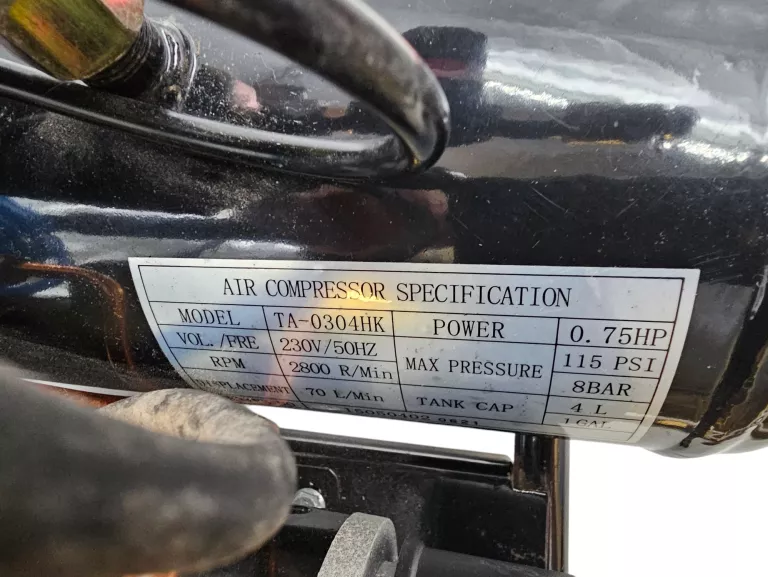 AIR COMPRESSOR SPECIFICATION
MODEL TA-0304HK POWER 0.75HP
VOL./FRE 230V/50HZ MAX PRESSURE 115 PSI
RPM 2800 R/Min 8BAR
DISPLACEMENT 70 L/Min TANK CAP 4 L
1GAL